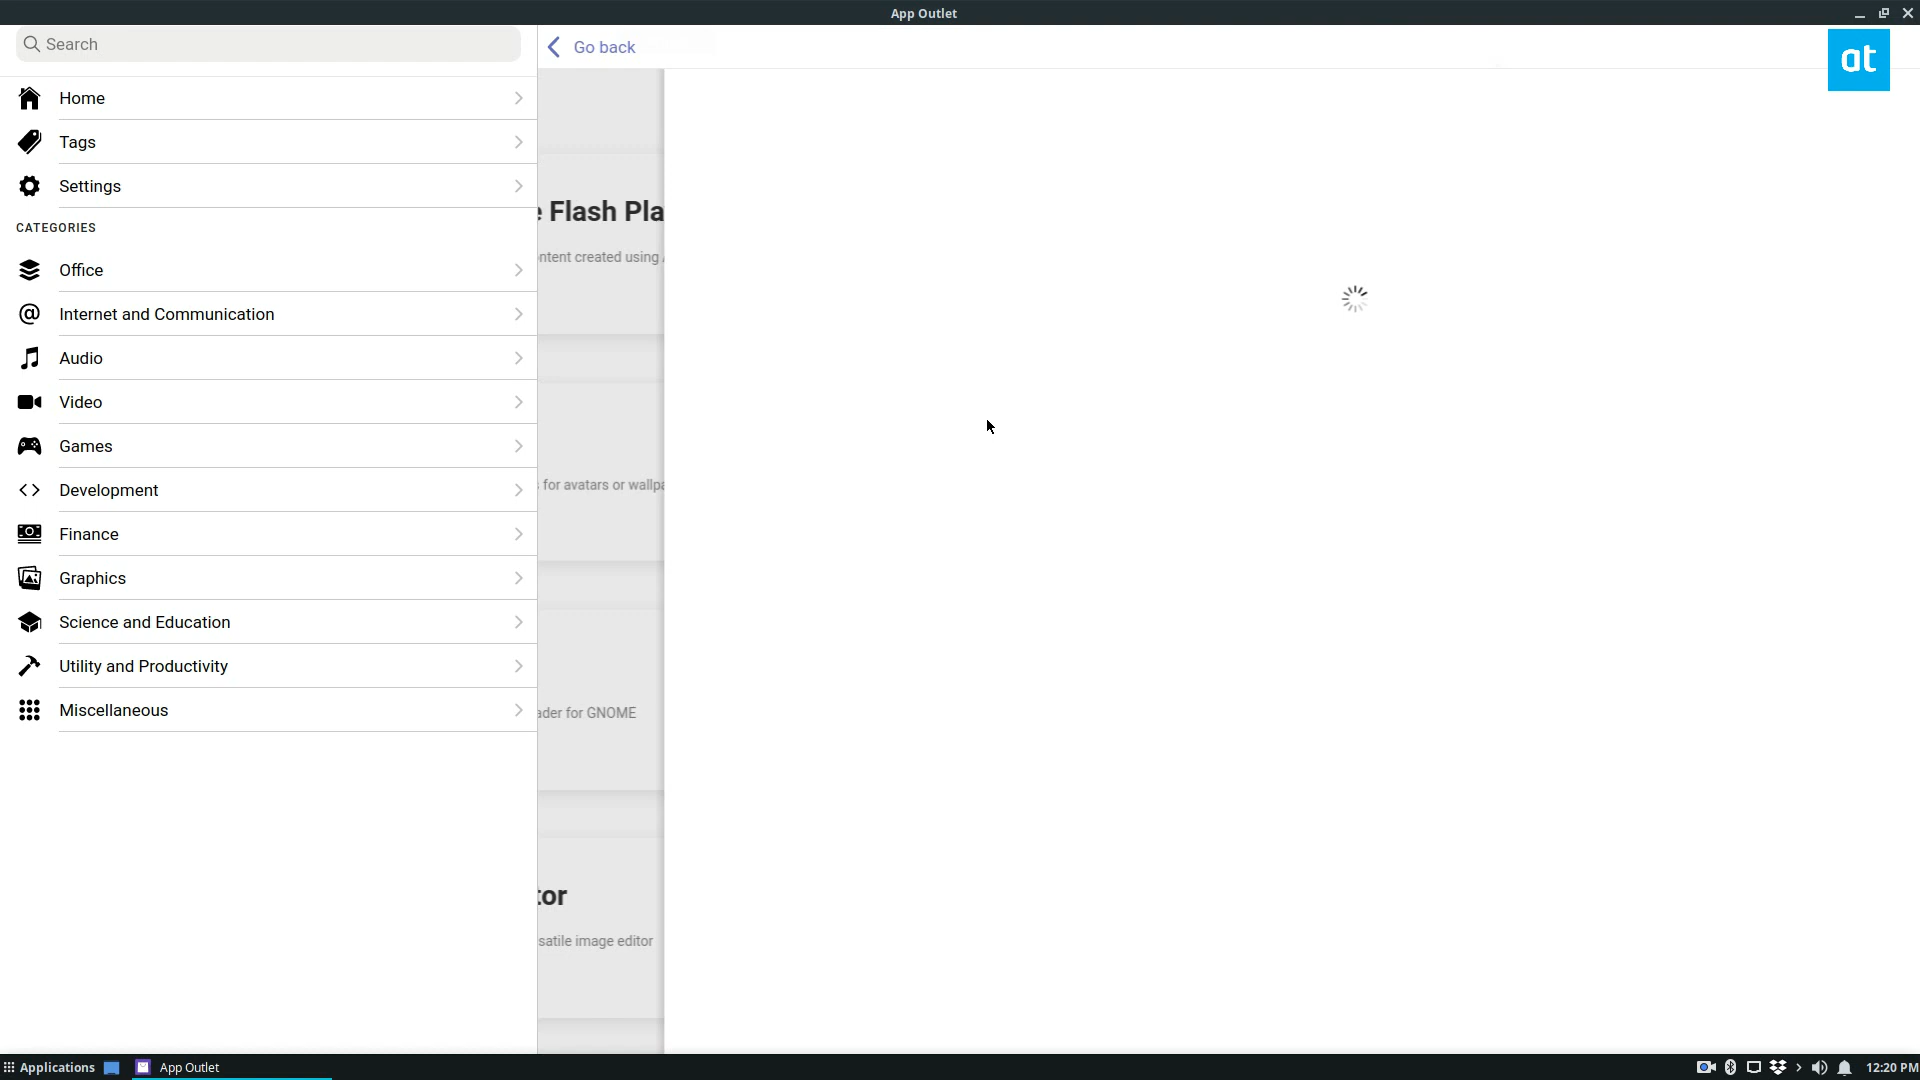 App Outlet
Search
Go back
at
Home
Tags
Settings
CATEGORIES
Office
Internet and Communication
Audio
Video
Games
Development
Finance
Graphics
Science and Education
Utility and Productivity
Miscellaneous
e Flash Pla
ontent created using
for avatars or wallpa
ader for GNOME
tor
satile image editor
Applications
App Outlet
12:20 PM